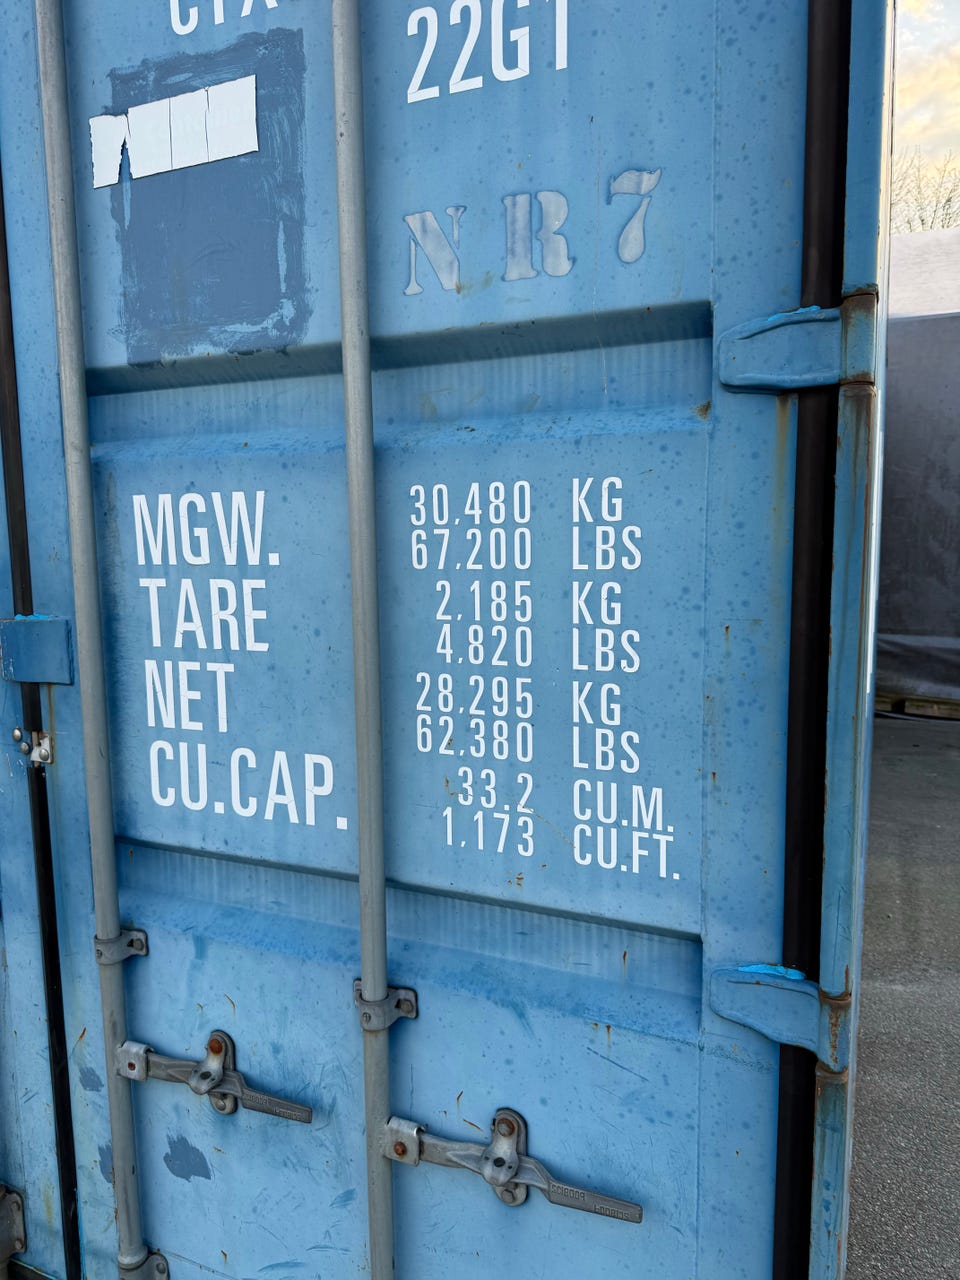 22G1
NR7
MGW. 30,480 KG
67,200 LBS
TARE 2,185 KG
4,820 LBS
NET 28,295 KG
62,380 LBS
CU.CAP. 33.2 CU.M.
1,173 CU.FT.